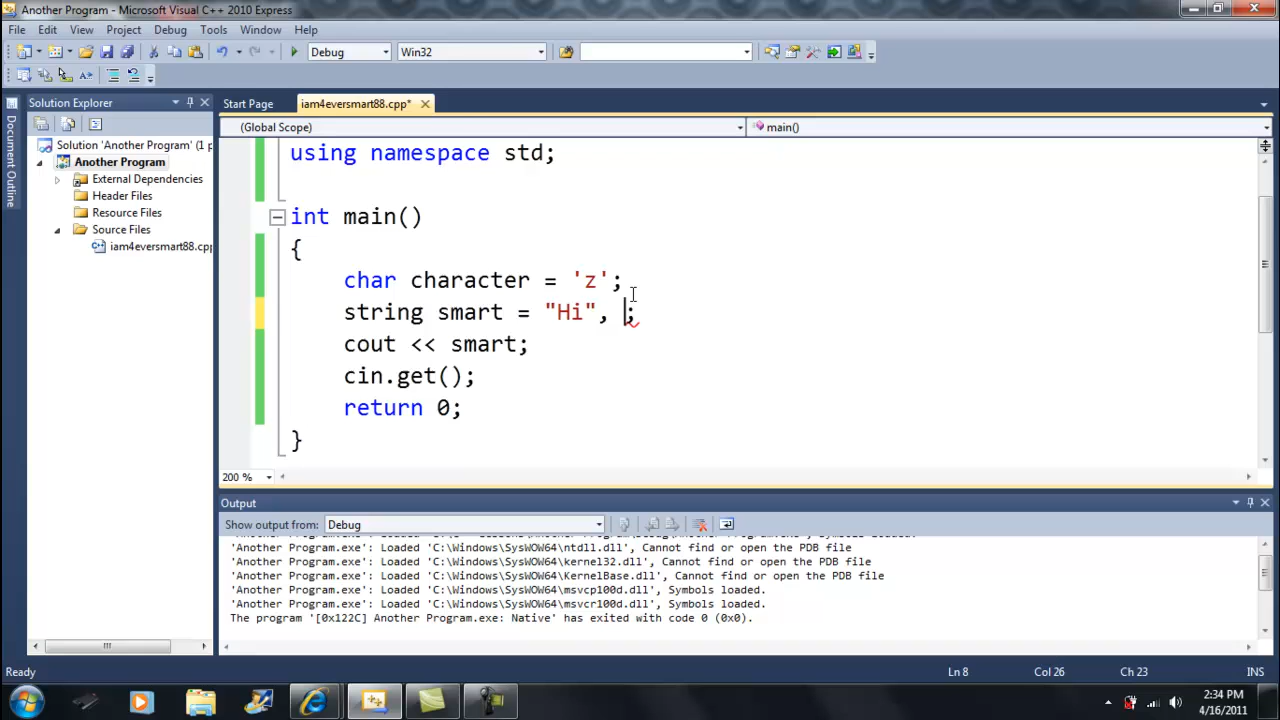 Another Program - Microsoft Visual C++ 2010 Express
File Edit View Project Debug Tools Window Help
Debug Win32
Solution Explorer
Start Page iam4eversmart88.cpp*
Document Outline
(Global Scope) main()
Solution 'Another Program' (1 p
Another Program
External Dependencies
Header Files
Resource Files
Source Files
iam4eversmart88.cpp
using namespace std;
int main()
{
char character = 'z';
string smart = "Hi", ;
cout << smart;
cin.get();
return 0;
}
200 %
Output
Show output from: Debug
'Another Program.exe': Loaded 'C:\Windows\SysWOW64\ntdll.dll', Cannot find or open the PDB file
'Another Program.exe': Loaded 'C:\Windows\SysWOW64\kernel32.dll', Cannot find or open the PDB file
'Another Program.exe': Loaded 'C:\Windows\SysWOW64\KernelBase.dll', Cannot find or open the PDB file
'Another Program.exe': Loaded 'C:\Windows\SysWOW64\msvcp100d.dll', Symbols loaded.
'Another Program.exe': Loaded 'C:\Windows\SysWOW64\msvcr100d.dll', Symbols loaded.
The program '[0x122C] Another Program.exe: Native' has exited with code 0 (0x0).
Ready Ln 8 Col 26 Ch 23 INS
2:34 PM
4/16/2011